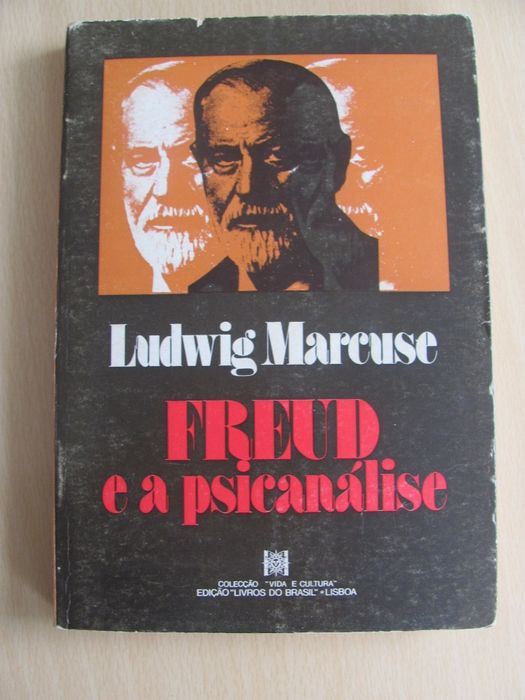 Ludwig Marcuse
FREUD
e a psicanálise
COLECÇÃO "VIDA E CULTURA"
EDIÇÃO "LIVROS DO BRASIL" • LISBOA